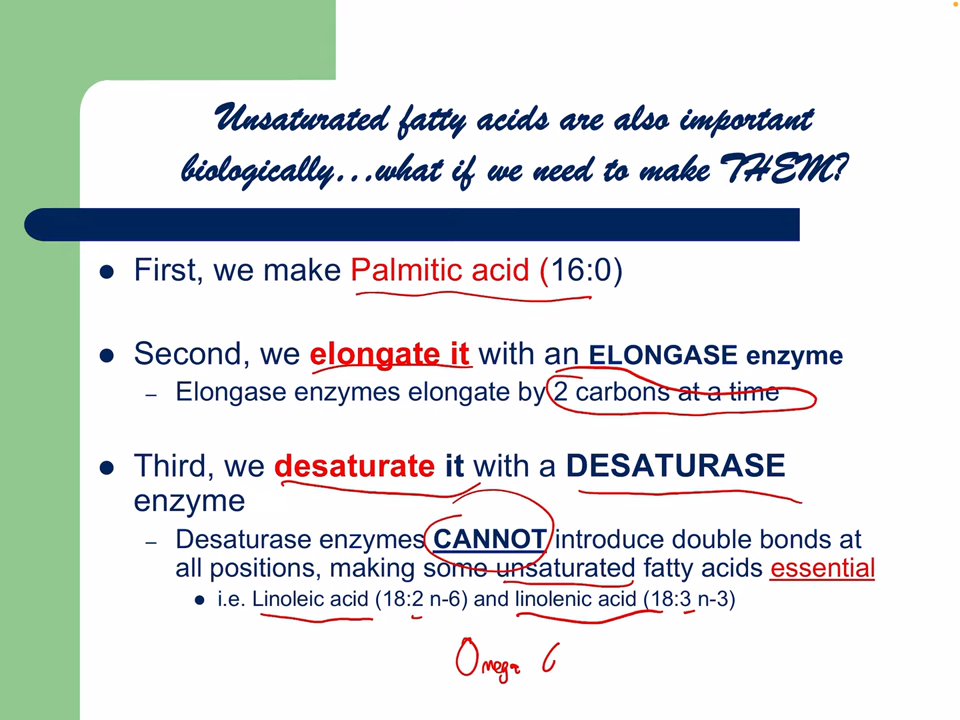 Unsaturated fatty acids are also important
biologically...what if we need to make THEM?
● First, we make Palmitic acid (16:0)
● Second, we elongate it with an ELONGASE enzyme
– Elongase enzymes elongate by 2 carbons at a time
● Third, we desaturate it with a DESATURASE
enzyme
– Desaturase enzymes CANNOT introduce double bonds at
all positions, making some unsaturated fatty acids essential
● i.e. Linoleic acid (18:2 n-6) and linolenic acid (18:3 n-3)
Omega